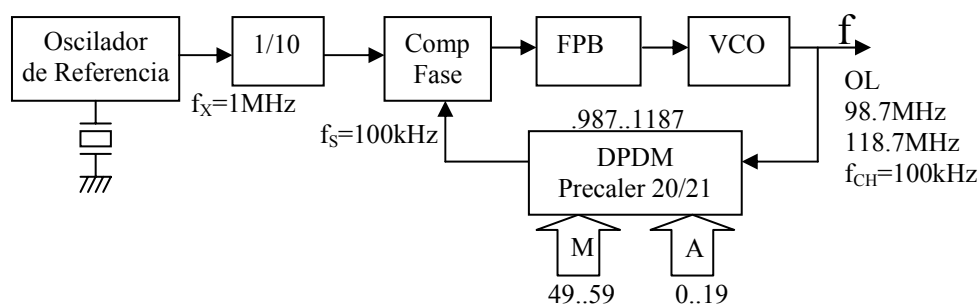 Oscilador
de Referencia
1/10
Comp
Fase
FPB
VCO
f
f_X=1MHz
f_S=100kHz
.987..1187
DPDM
Precaler 20/21
OL
98.7MHz
118.7MHz
f_CH=100kHz
M
A
49..59
0..19